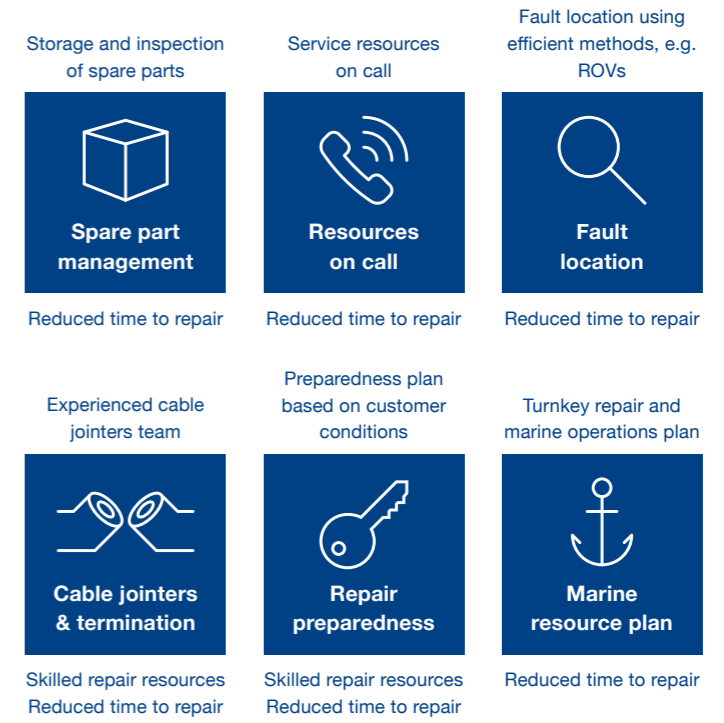 Storage and inspection
of spare parts
Spare part
management
Reduced time to repair
Service resources
on call
Resources
on call
Reduced time to repair
Fault location using
efficient methods, e.g.
ROVs
Fault
location
Reduced time to repair
Experienced cable
jointers team
Cable jointers
& termination
Skilled repair resources
Reduced time to repair
Preparedness plan
based on customer
conditions
Repair
preparedness
Skilled repair resources
Reduced time to repair
Turnkey repair and
marine operations plan
Marine
resource plan
Reduced time to repair